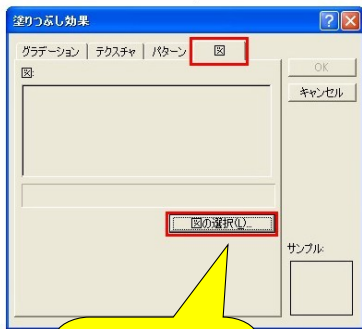 塗りつぶし効果
グラデーション テクスチャ パターン 図
図:
OK
キャンセル
図の選択(L)...
サンプル: